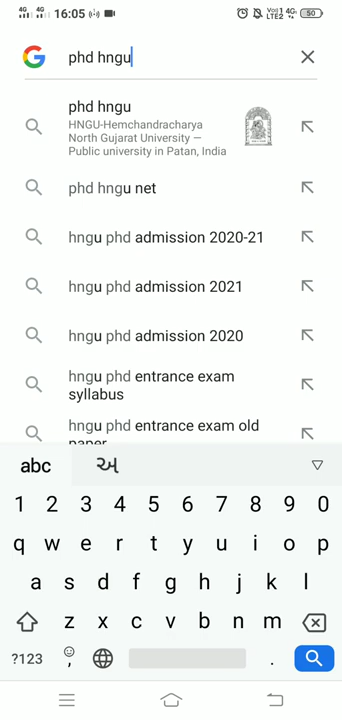 4G 4G 16:05
Vo) 1 LTE2 4G 50
phd hngu
phd hngu
HNGU-Hemchandracharya
North Gujarat University —
Public university in Patan, India
phd hngu net
hngu phd admission 2020-21
hngu phd admission 2021
hngu phd admission 2020
hngu phd entrance exam
syllabus
hngu phd entrance exam old
paper
abc અ
1 2 3 4 5 6 7 8 9 0
q w e r t y u i o p
a s d f g h j k l
z x c v b n m
?123 , .